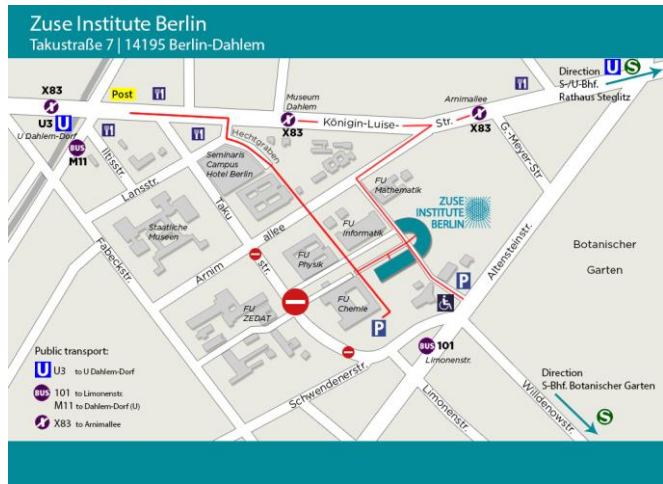 Zuse Institute Berlin
Takustraße 7 | 14195 Berlin-Dahlem
X83
U3 U
U Dahlem-Dorf
BUS
M11
Post
Museum
Dahlem
X83
Königin-Luise-
Str.
Arnimallee
X83
U S
Direction
S-/U-Bhf.
Rathaus Steglitz
Iltisstr.
Lansstr.
Hechtgraben
Seminaris
Campus
Hotel Berlin
Taku
str.
Staatliche
Museen
Fabeckstr.
Arnim
allee
FU
Mathematik
G.-Meyer-Str
ZUSE
INSTITUTE
BERLIN
FU
Informatik
FU
Physik
FU
Chemie
FU
ZEDAT
P
P
Altensteinstr.
Botanischer
Garten
BUS 101
Limonenstr.
Schwendenerstr.
Limonenstr.
Willdenowstr.
Direction
S-Bhf. Botanischer Garten
S
Public transport:
U U3 to U Dahlem-Dorf
BUS 101 to Limonenstr.
M11 to Dahlem-Dorf (U)
X83 to Arnimallee